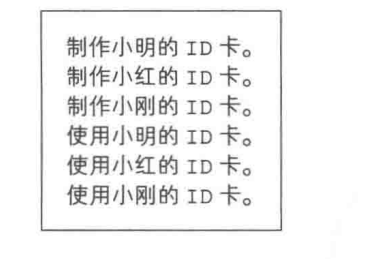 制作小明的 ID 卡。
制作小红的 ID 卡。
制作小刚的 ID 卡。
使用小明的 ID 卡。
使用小红的 ID 卡。
使用小刚的 ID 卡。